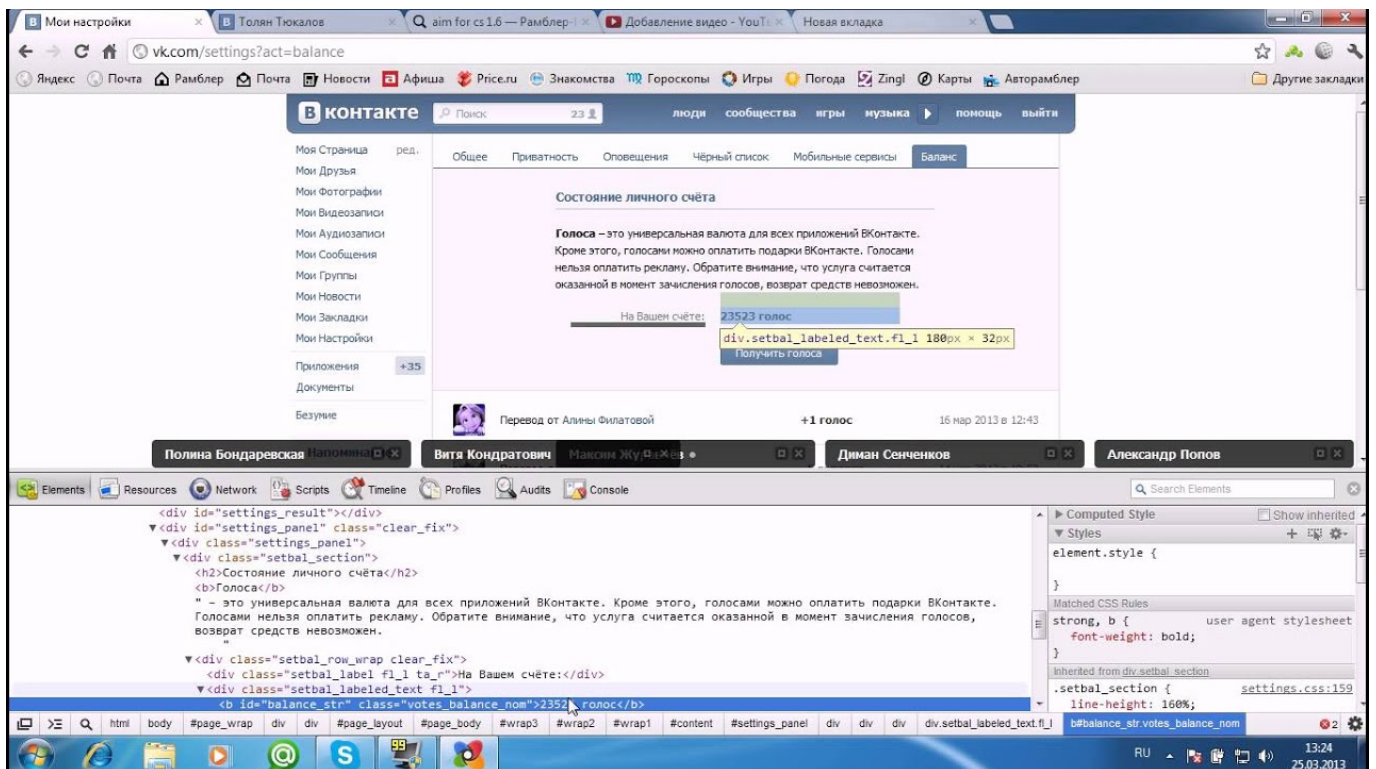 Мои настройки
Толян Тюкалов
aim for cs 1.6 — Рамблер-
Добавление видео - YouTu
Новая вкладка
vk.com/settings?act=balance
Яндекс Почта Рамблер Почта Новости Афиша Price.ru Знакомства Гороскопы Игры Погода Zingl Карты Авторамблер Другие закладки
В контакте Поиск 23 люди сообщества игры музыка помощь выйти
Моя Страница ред.
Мои Друзья
Мои Фотографии
Мои Видеозаписи
Мои Аудиозаписи
Мои Сообщения
Мои Группы
Мои Новости
Мои Закладки
Мои Настройки
Приложения +35
Документы
Безумие
Общее Приватность Оповещения Чёрный список Мобильные сервисы Баланс
Состояние личного счёта
Голоса – это универсальная валюта для всех приложений ВКонтакте.
Кроме этого, голосами можно оплатить подарки ВКонтакте. Голосами
нельзя оплатить рекламу. Обратите внимание, что услуга считается
оказанной в момент зачисления голосов, возврат средств невозможен.
На Вашем счёте: 23523 голос
div.setbal_labeled_text.fl_l 180px × 32px
Получить голоса
Перевод от Алины Филатовой +1 голос 16 мар 2013 в 12:43
Полина Бондаревская Витя Кондратович Диман Сенченков Александр Попов
Elements Resources Network Scripts Timeline Profiles Audits Console Search Elements
<div id="settings_result"></div>
▼<div id="settings_panel" class="clear_fix">
▼<div class="settings_panel">
▼<div class="setbal_section">
<h2>Состояние личного счёта</h2>
<b>Голоса</b>
" – это универсальная валюта для всех приложений ВКонтакте. Кроме этого, голосами можно оплатить подарки ВКонтакте.
Голосами нельзя оплатить рекламу. Обратите внимание, что услуга считается оказанной в момент зачисления голосов,
возврат средств невозможен.
"
▼<div class="setbal_row_wrap clear_fix">
<div class="setbal_label fl_l ta_r">На Вашем счёте:</div>
▼<div class="setbal_labeled_text fl_l">
<b id="balance_str" class="votes_balance_nom">2352 голос</b>
▶ Computed Style Show inherited
▼ Styles
element.style {
}
Matched CSS Rules
strong, b { user agent stylesheet
font-weight: bold;
}
Inherited from div.setbal_section
.setbal_section { settings.css:159
line-height: 160%;
html body #page_wrap div div #page_layout #page_body #wrap3 #wrap2 #wrap1 #content #settings_panel div div div div.setbal_labeled_text.fl_l b#balance_str.votes_balance_nom 2
99
RU
13:24
25.03.2013